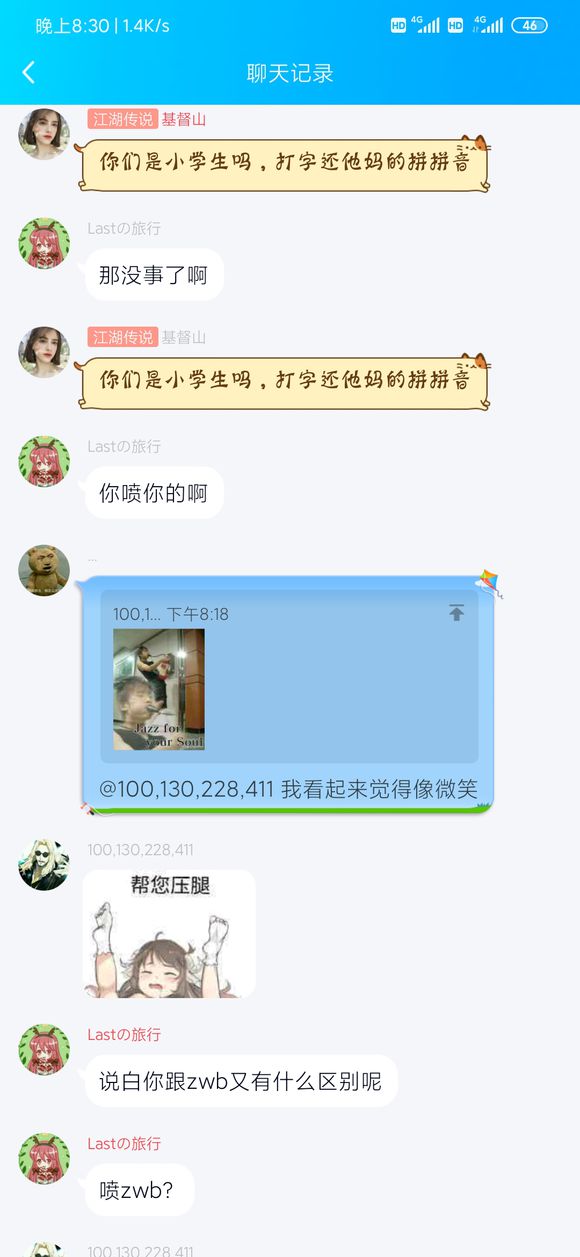 晚上8:30 | 1.4K/s
HD 4G HD 4G 46
聊天记录
江湖传说 基督山
你们是小学生吗，打字还他妈的拼拼音
Lastの旅行
那没事了啊
江湖传说 基督山
你们是小学生吗，打字还他妈的拼拼音
Lastの旅行
你喷你的啊
...
100,1... 下午8:18
Jazz for
your Soul
@100,130,228,411 我看起来觉得像微笑
100,130,228,411
帮您压腿
Lastの旅行
说白你跟zwb又有什么区别呢
Lastの旅行
喷zwb?
100,130,228,411